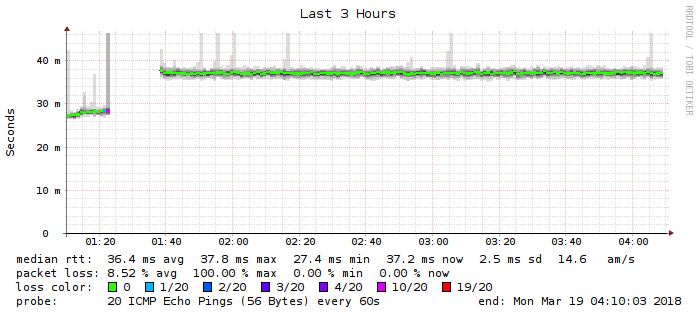 Last 3 Hours
RRDTOOL / TOBI OETIKER
Seconds
40 m
30 m
20 m
10 m
0
01:20 01:40 02:00 02:20 02:40 03:00 03:20 03:40 04:00
median rtt: 36.4 ms avg 37.8 ms max 27.4 ms min 37.2 ms now 2.5 ms sd 14.6 am/s
packet loss: 8.52 % avg 100.00 % max 0.00 % min 0.00 % now
loss color: 0 1/20 2/20 3/20 4/20 10/20 19/20
probe: 20 ICMP Echo Pings (56 Bytes) every 60s end: Mon Mar 19 04:10:03 2018